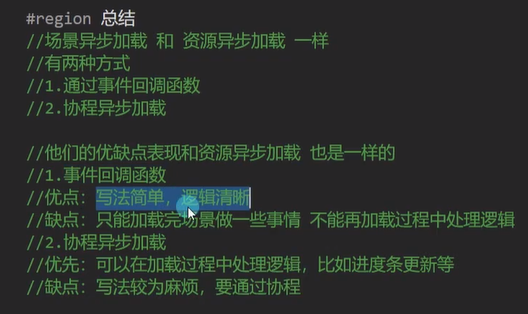 #region 总结
//场景异步加载 和 资源异步加载 一样
//有两种方式
//1.通过事件回调函数
//2.协程异步加载
//他们的优缺点表现和资源异步加载 也是一样的
//1.事件回调函数
//优点：写法简单，逻辑清晰
//缺点：只能加载完场景做一些事情 不能再加载过程中处理逻辑
//2.协程异步加载
//优先：可以在加载过程中处理逻辑，比如进度条更新等
//缺点：写法较为麻烦，要通过协程